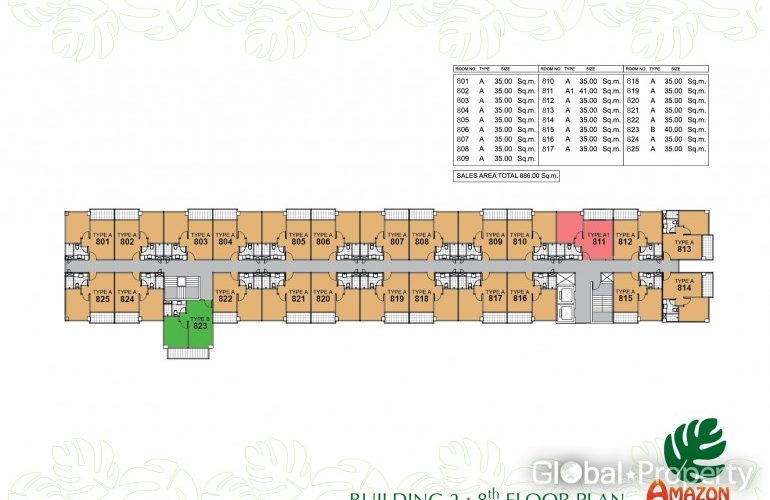 ROOM NO. TYPE SIZE ROOM NO. TYPE SIZE ROOM NO. TYPE SIZE
801 A 35.00 Sq.m. 810 A 35.00 Sq.m. 818 A 35.00 Sq.m.
802 A 35.00 Sq.m. 811 A1 41.00 Sq.m. 819 A 35.00 Sq.m.
803 A 35.00 Sq.m. 812 A 35.00 Sq.m. 820 A 35.00 Sq.m.
804 A 35.00 Sq.m. 813 A 35.00 Sq.m. 821 A 35.00 Sq.m.
805 A 35.00 Sq.m. 814 A 35.00 Sq.m. 822 A 35.00 Sq.m.
806 A 35.00 Sq.m. 815 A 35.00 Sq.m. 823 B 40.00 Sq.m.
807 A 35.00 Sq.m. 816 A 35.00 Sq.m. 824 A 35.00 Sq.m.
808 A 35.00 Sq.m. 817 A 35.00 Sq.m. 825 A 35.00 Sq.m.
809 A 35.00 Sq.m.
SALES AREA TOTAL 886.00 Sq.m.
TYPE A TYPE A TYPE A TYPE A TYPE A TYPE A TYPE A TYPE A TYPE A TYPE A TYPE A1 TYPE A TYPE A
801 802 803 804 805 806 807 808 809 810 811 812 813
TYPE A TYPE A TYPE A TYPE A TYPE A TYPE A TYPE A TYPE A TYPE A TYPE A TYPE A
825 824 822 821 820 819 818 817 816 815 814
TYPE B
823
Global Property
BUILDING 2 : 8th FLOOR PLAN
AMAZON